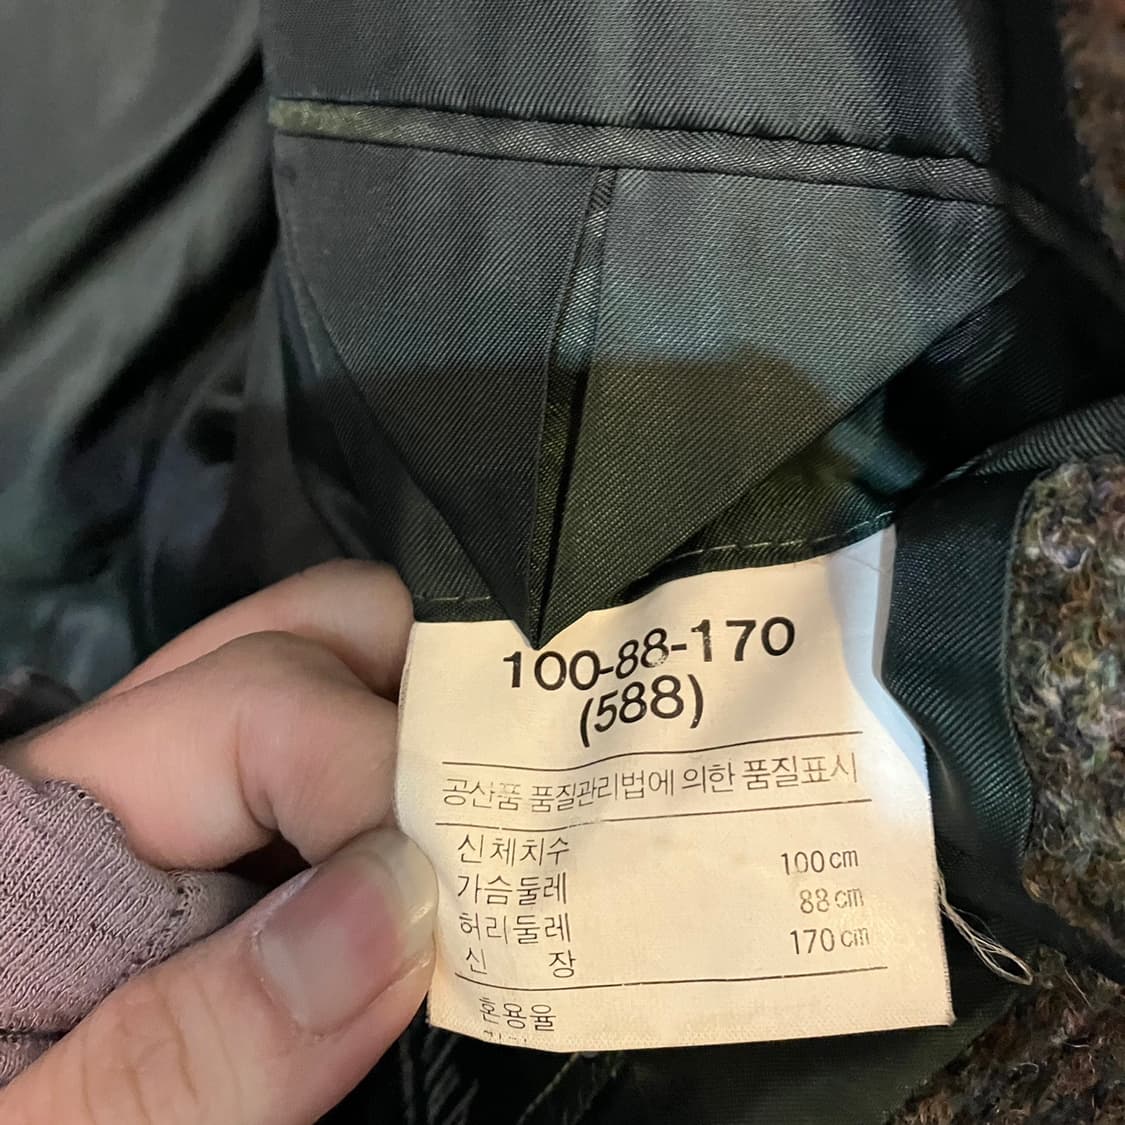 100-88-170
(588)
공산품 품질관리법에 의한 품질표시
신체치수
가슴둘레 100cm
허리둘레 88cm
신 장 170cm
혼용율